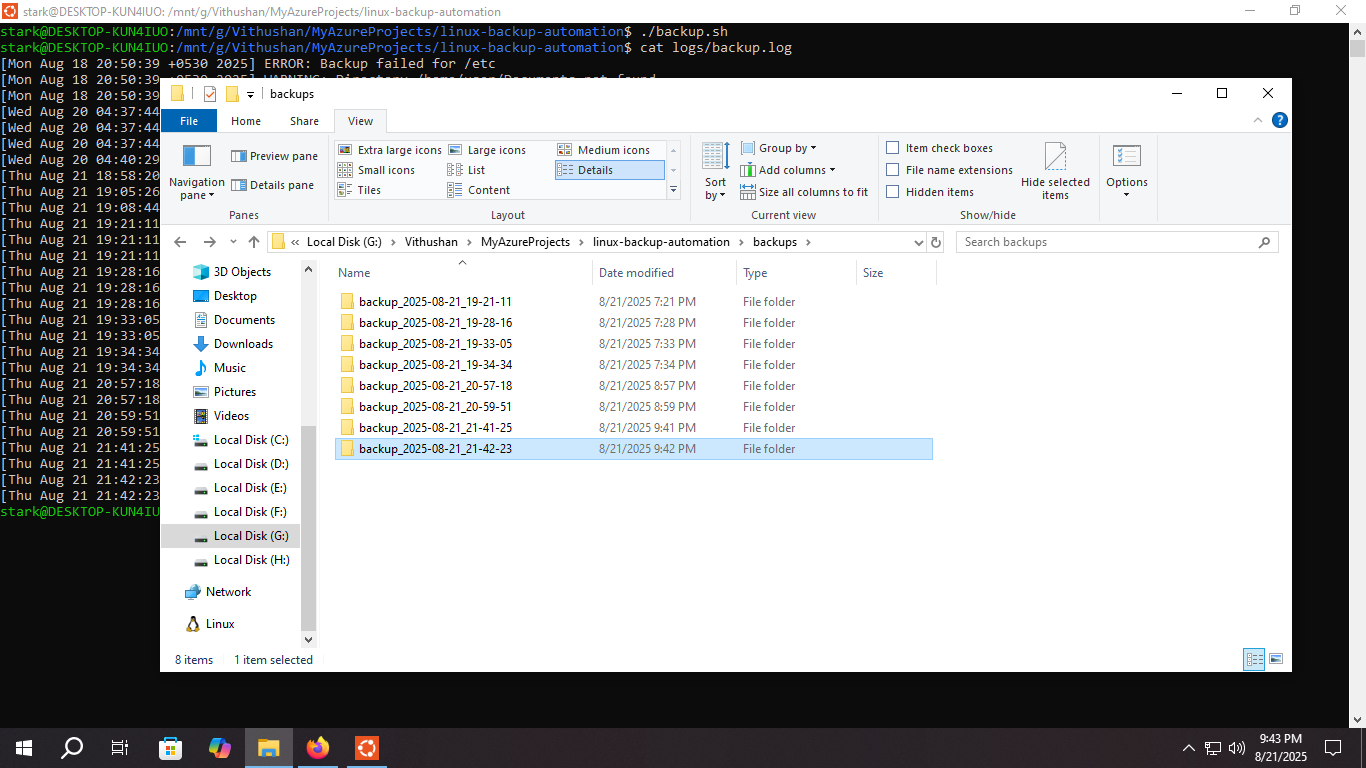 stark@DESKTOP-KUN4IUO: /mnt/g/Vithushan/MyAzureProjects/linux-backup-automation
stark@DESKTOP-KUN4IUO:/mnt/g/Vithushan/MyAzureProjects/linux-backup-automation$ ./backup.sh
stark@DESKTOP-KUN4IUO:/mnt/g/Vithushan/MyAzureProjects/linux-backup-automation$ cat logs/backup.log
[Mon Aug 18 20:50:39 +0530 2025] ERROR: Backup failed for /etc
[Mon Aug 18 20:50:39 +0530 2025] WARNING: Directory /home/user/Documents not found
[Mon Aug 18 20:50:39
[Wed Aug 20 04:37:44
[Wed Aug 20 04:37:44
[Wed Aug 20 04:37:44
[Wed Aug 20 04:40:29
[Thu Aug 21 18:58:20
[Thu Aug 21 19:05:26
[Thu Aug 21 19:08:44
[Thu Aug 21 19:21:11
[Thu Aug 21 19:21:11
[Thu Aug 21 19:21:11
[Thu Aug 21 19:28:16
[Thu Aug 21 19:28:16
[Thu Aug 21 19:28:16
[Thu Aug 21 19:33:05
[Thu Aug 21 19:33:05
[Thu Aug 21 19:34:34
[Thu Aug 21 19:34:34
[Thu Aug 21 20:57:18
[Thu Aug 21 20:57:18
[Thu Aug 21 20:59:51
[Thu Aug 21 20:59:51
[Thu Aug 21 21:41:25
[Thu Aug 21 21:41:25
[Thu Aug 21 21:42:23
[Thu Aug 21 21:42:23
stark@DESKTOP-KUN4IU
backups
File Home Share View
Navigation pane
Preview pane
Details pane
Panes
Extra large icons Large icons Medium icons
Small icons List Details
Tiles Content
Layout
Sort by
Group by
Add columns
Size all columns to fit
Current view
Item check boxes
File name extensions
Hidden items
Hide selected items
Show/hide
Options
« Local Disk (G:) > Vithushan > MyAzureProjects > linux-backup-automation > backups >
Search backups
3D Objects
Desktop
Documents
Downloads
Music
Pictures
Videos
Local Disk (C:)
Local Disk (D:)
Local Disk (E:)
Local Disk (F:)
Local Disk (G:)
Local Disk (H:)
Network
Linux
Name Date modified Type Size
backup_2025-08-21_19-21-11 8/21/2025 7:21 PM File folder
backup_2025-08-21_19-28-16 8/21/2025 7:28 PM File folder
backup_2025-08-21_19-33-05 8/21/2025 7:33 PM File folder
backup_2025-08-21_19-34-34 8/21/2025 7:34 PM File folder
backup_2025-08-21_20-57-18 8/21/2025 8:57 PM File folder
backup_2025-08-21_20-59-51 8/21/2025 8:59 PM File folder
backup_2025-08-21_21-41-25 8/21/2025 9:41 PM File folder
backup_2025-08-21_21-42-23 8/21/2025 9:42 PM File folder
8 items 1 item selected
9:43 PM
8/21/2025